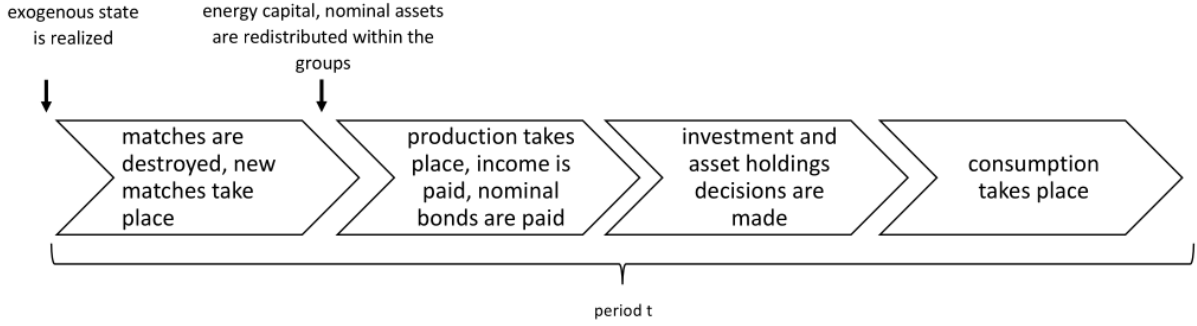 exogenous state
is realized
energy capital, nominal assets
are redistributed within the
groups
matches are
destroyed, new
matches take
place
production takes
place, income is
paid, nominal
bonds are paid
investment and
asset holdings
decisions are
made
consumption
takes place
period t